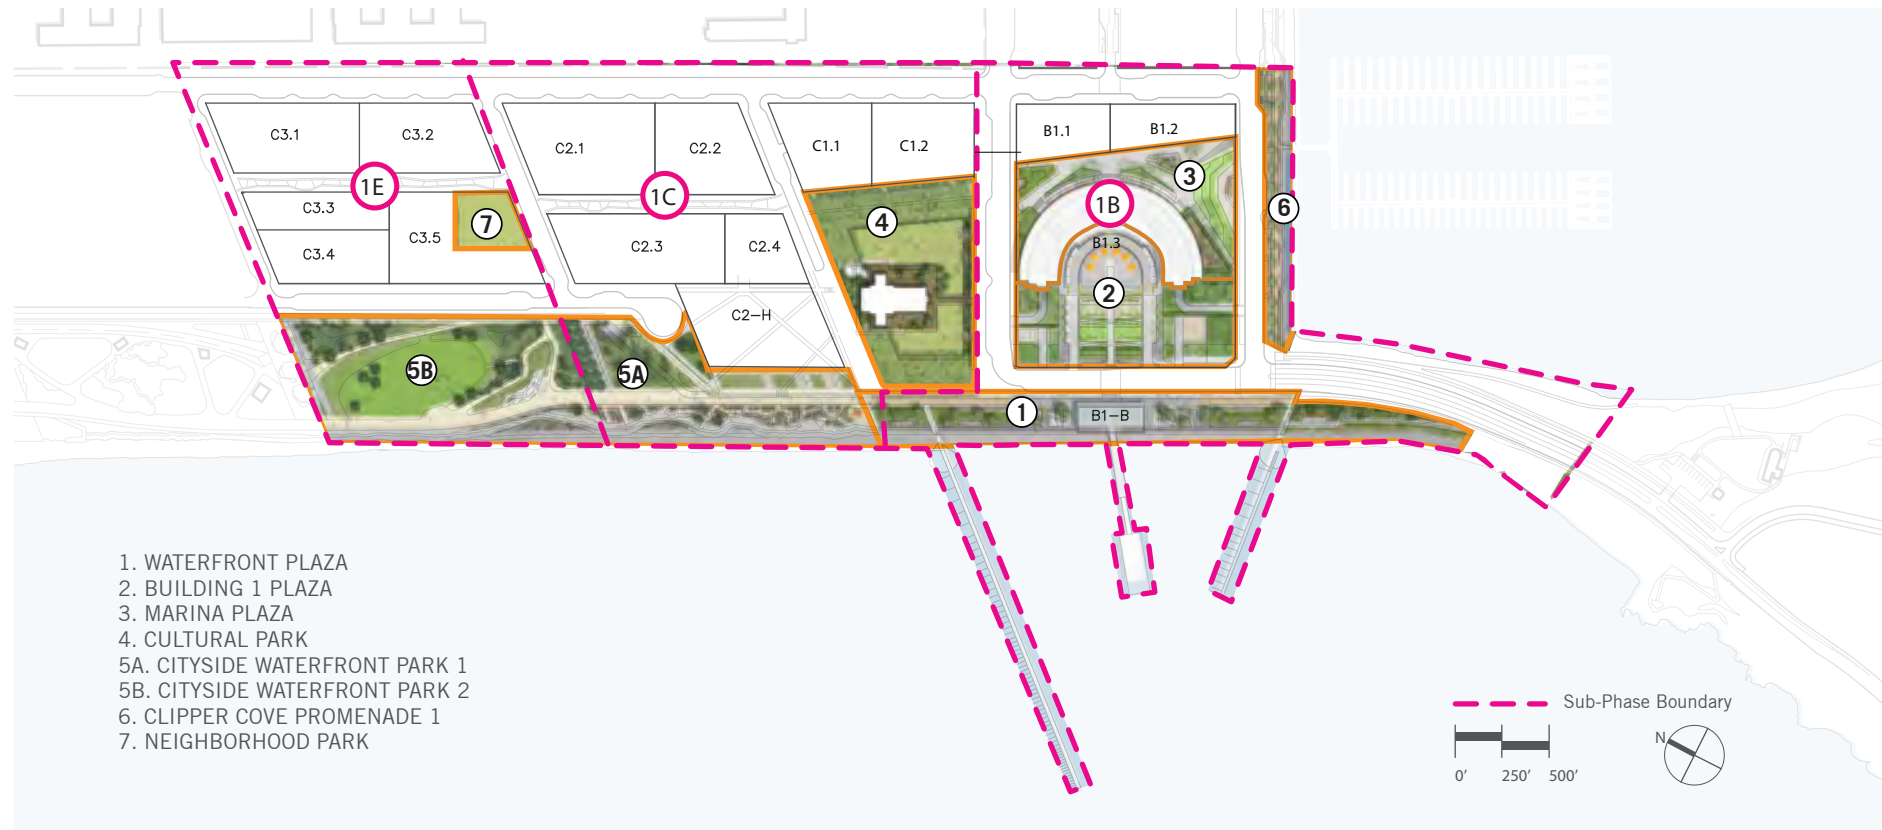 C3.1
C3.2
C2.1
C2.2
C1.1
C1.2
B1.1
B1.2
1E
1C
1B
3
6
C3.3
C3.4
C3.5
7
C2.3
C2.4
4
B1.3
2
C2-H
5B
5A
1
B1-B
1. WATERFRONT PLAZA
2. BUILDING 1 PLAZA
3. MARINA PLAZA
4. CULTURAL PARK
5A. CITYSIDE WATERFRONT PARK 1
5B. CITYSIDE WATERFRONT PARK 2
6. CLIPPER COVE PROMENADE 1
7. NEIGHBORHOOD PARK
Sub-Phase Boundary
0' 250' 500'
N